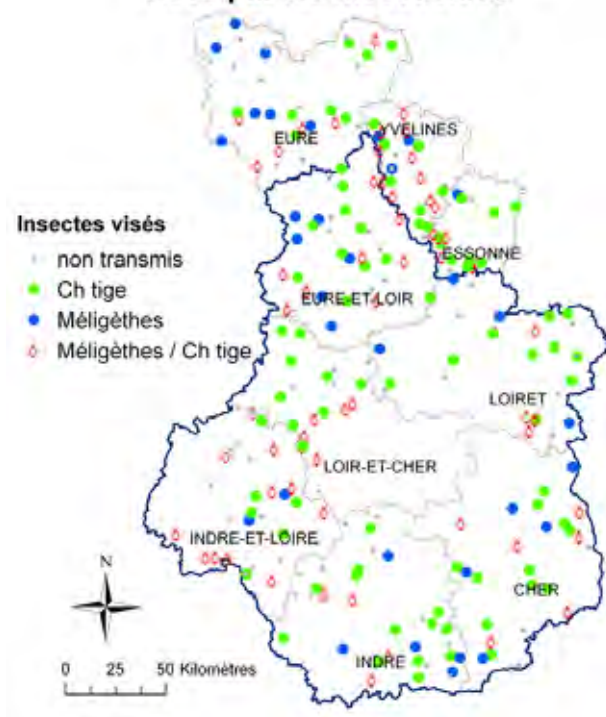 EURE
YVELINES
Insectes visés
non transmis
Ch tige
Méligèthes
Méligèthes / Ch tige
ESSONNE
EURE-ET-LOIR
LOIRET
LOIR-ET-CHER
INDRE-ET-LOIRE
N
CHER
INDRE
0 25 50 Kilomètres